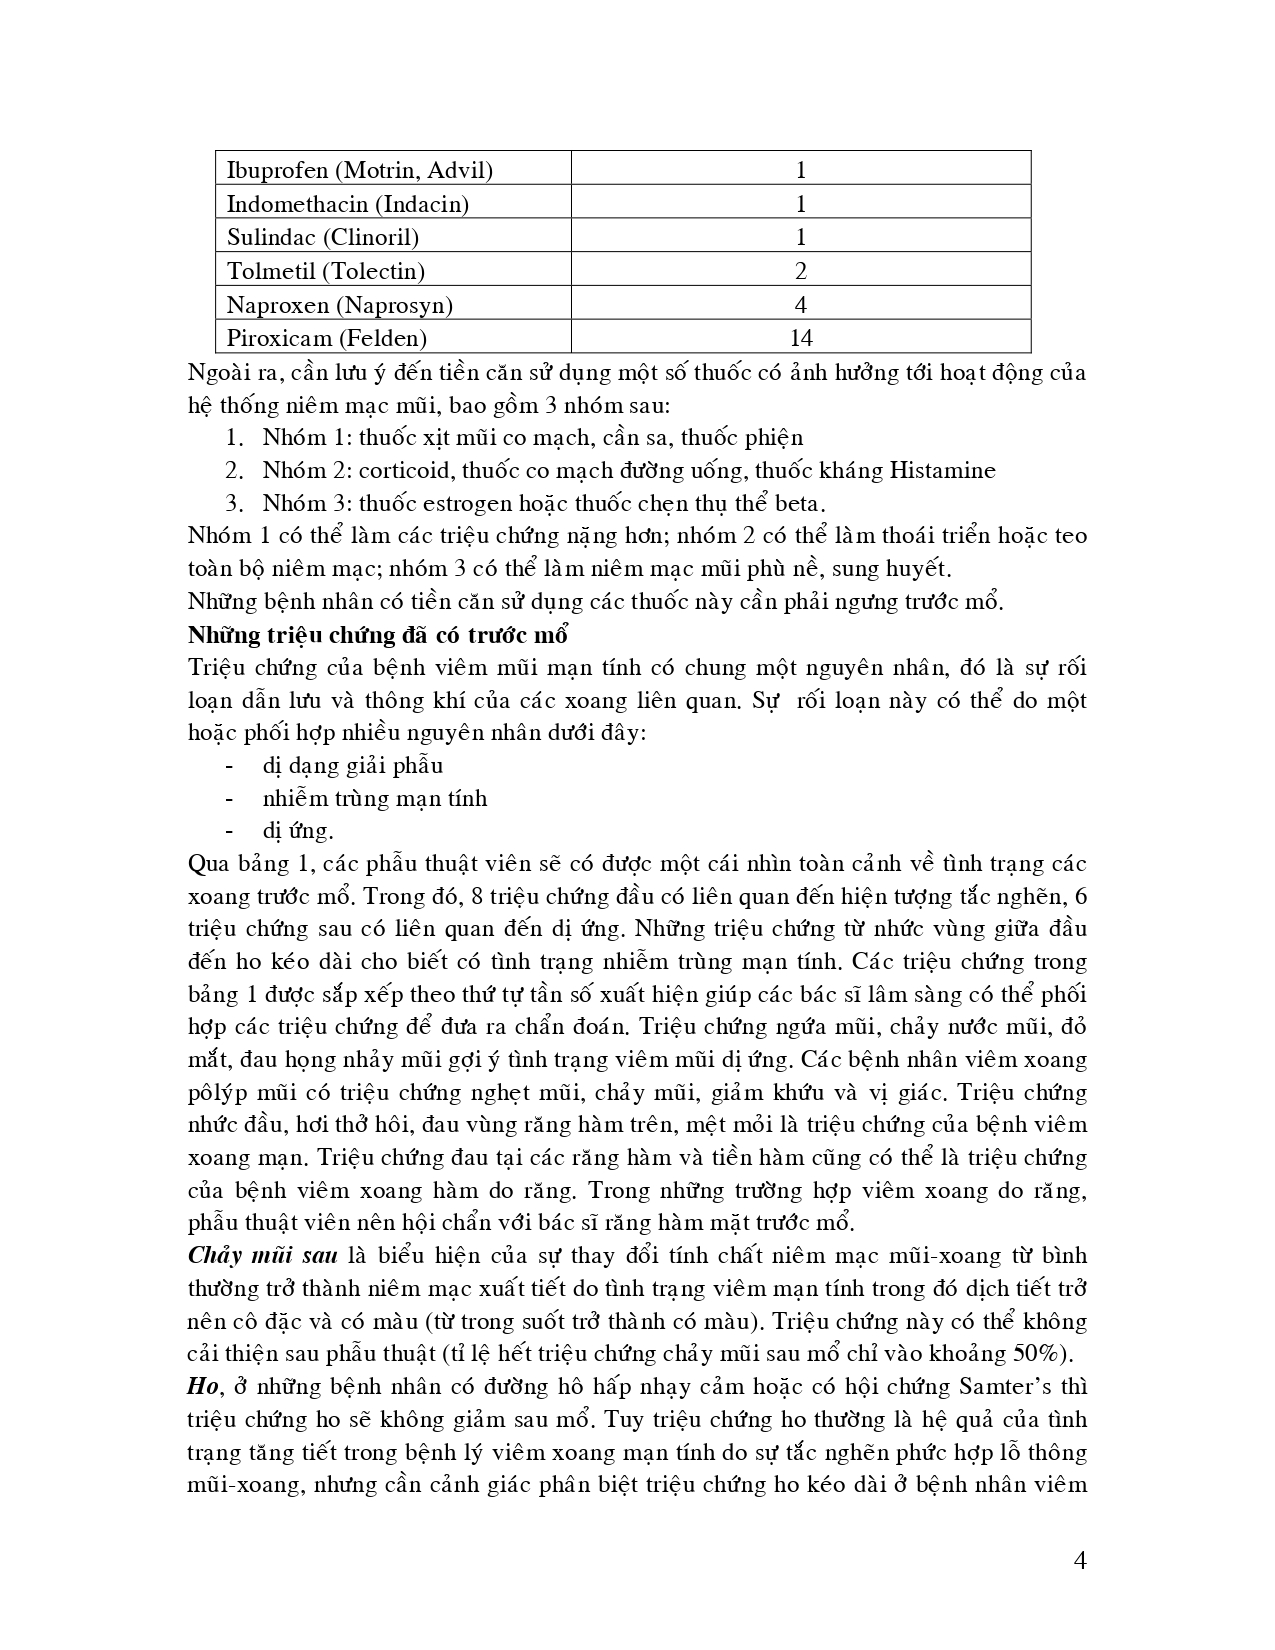 Ibuprofen (Motrin, Advil) 1
Indomethacin (Indacin) 1
Sulindac (Clinoril) 1
Tolmetil (Tolectin) 2
Naproxen (Naprosyn) 4
Piroxicam (Felden) 14
Ngoài ra, cần lưu ý đến tiền căn sử dụng một số thuốc có ảnh hưởng tới hoạt động của
hệ thống niêm mạc mũi, bao gồm 3 nhóm sau:
1. Nhóm 1: thuốc xịt mũi co mạch, cần sa, thuốc phiện
2. Nhóm 2: corticoid, thuốc co mạch đường uống, thuốc kháng Histamine
3. Nhóm 3: thuốc estrogen hoặc thuốc chẹn thụ thể beta.
Nhóm 1 có thể làm các triệu chứng nặng hơn; nhóm 2 có thể làm thoái triển hoặc teo
toàn bộ niêm mạc; nhóm 3 có thể làm niêm mạc mũi phù nề, sung huyết.
Những bệnh nhân có tiền căn sử dụng các thuốc này cần phải ngưng trước mổ.
Những triệu chứng đã có trước mổ
Triệu chứng của bệnh viêm mũi mạn tính có chung một nguyên nhân, đó là sự rối
loạn dẫn lưu và thông khí của các xoang liên quan. Sự rối loạn này có thể do một
hoặc phối hợp nhiều nguyên nhân dưới đây:
- dị dạng giải phẫu
- nhiễm trùng mạn tính
- dị ứng.
Qua bảng 1, các phẫu thuật viên sẽ có được một cái nhìn toàn cảnh về tình trạng các
xoang trước mổ. Trong đó, 8 triệu chứng đầu có liên quan đến hiện tượng tắc nghẽn, 6
triệu chứng sau có liên quan đến dị ứng. Những triệu chứng từ nhức vùng giữa đầu
đến ho kéo dài cho biết có tình trạng nhiễm trùng mạn tính. Các triệu chứng trong
bảng 1 được sắp xếp theo thứ tự tần số xuất hiện giúp các bác sĩ lâm sàng có thể phối
hợp các triệu chứng để đưa ra chẩn đoán. Triệu chứng ngứa mũi, chảy nước mũi, đỏ
mắt, đau họng nhảy mũi gợi ý tình trạng viêm mũi dị ứng. Các bệnh nhân viêm xoang
pôlýp mũi có triệu chứng nghẹt mũi, chảy mũi, giảm khứu và vị giác. Triệu chứng
nhức đầu, hơi thở hôi, đau vùng răng hàm trên, mệt mỏi là triệu chứng của bệnh viêm
xoang mạn. Triệu chứng đau tại các răng hàm và tiền hàm cũng có thể là triệu chứng
của bệnh viêm xoang hàm do răng. Trong những trường hợp viêm xoang do răng,
phẫu thuật viên nên hội chẩn với bác sĩ răng hàm mặt trước mổ.
Chảy mũi sau là biểu hiện của sự thay đổi tính chất niêm mạc mũi-xoang từ bình
thường trở thành niêm mạc xuất tiết do tình trạng viêm mạn tính trong đó dịch tiết trở
nên cô đặc và có màu (từ trong suốt trở thành có màu). Triệu chứng này có thể không
cải thiện sau phẫu thuật (tỉ lệ hết triệu chứng chảy mũi sau mổ chỉ vào khoảng 50%).
Ho, ở những bệnh nhân có đường hô hấp nhạy cảm hoặc có hội chứng Samter’s thì
triệu chứng ho sẽ không giảm sau mổ. Tuy triệu chứng ho thường là hệ quả của tình
trạng tăng tiết trong bệnh lý viêm xoang mạn tính do sự tắc nghẽn phức hợp lỗ thông
mũi-xoang, nhưng cần cảnh giác phân biệt triệu chứng ho kéo dài ở bệnh nhân viêm
4